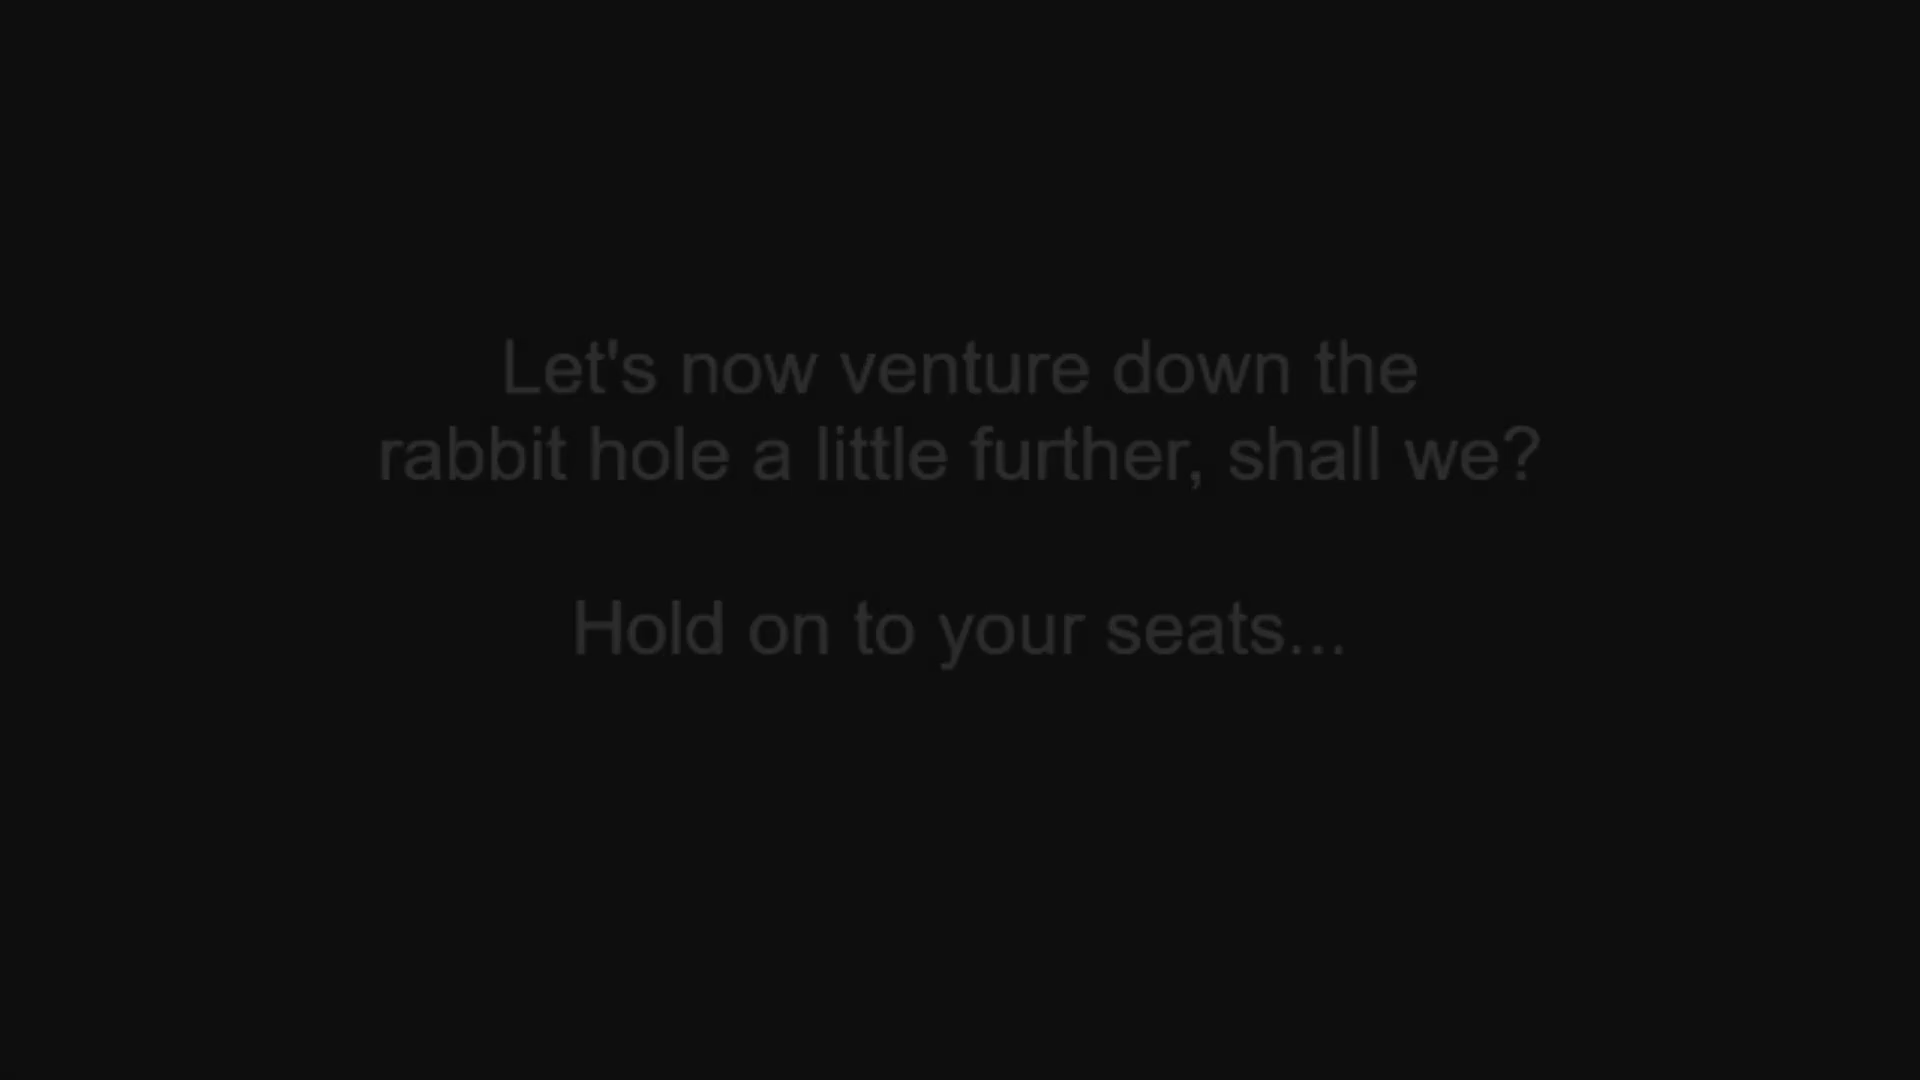 Let's now venture down the
rabbit hole a little further, shall we?
Hold on to your seats...